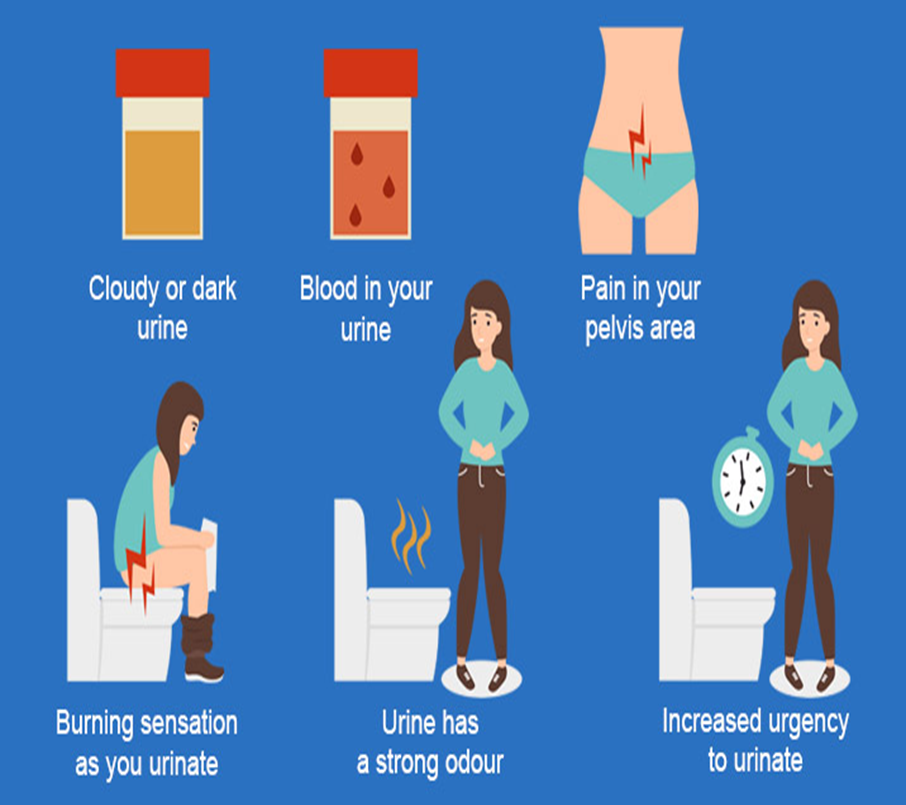 Cloudy or dark
urine
Blood in your
urine
Pain in your
pelvis area
Burning sensation
as you urinate
Urine has
a strong odour
Increased urgency
to urinate